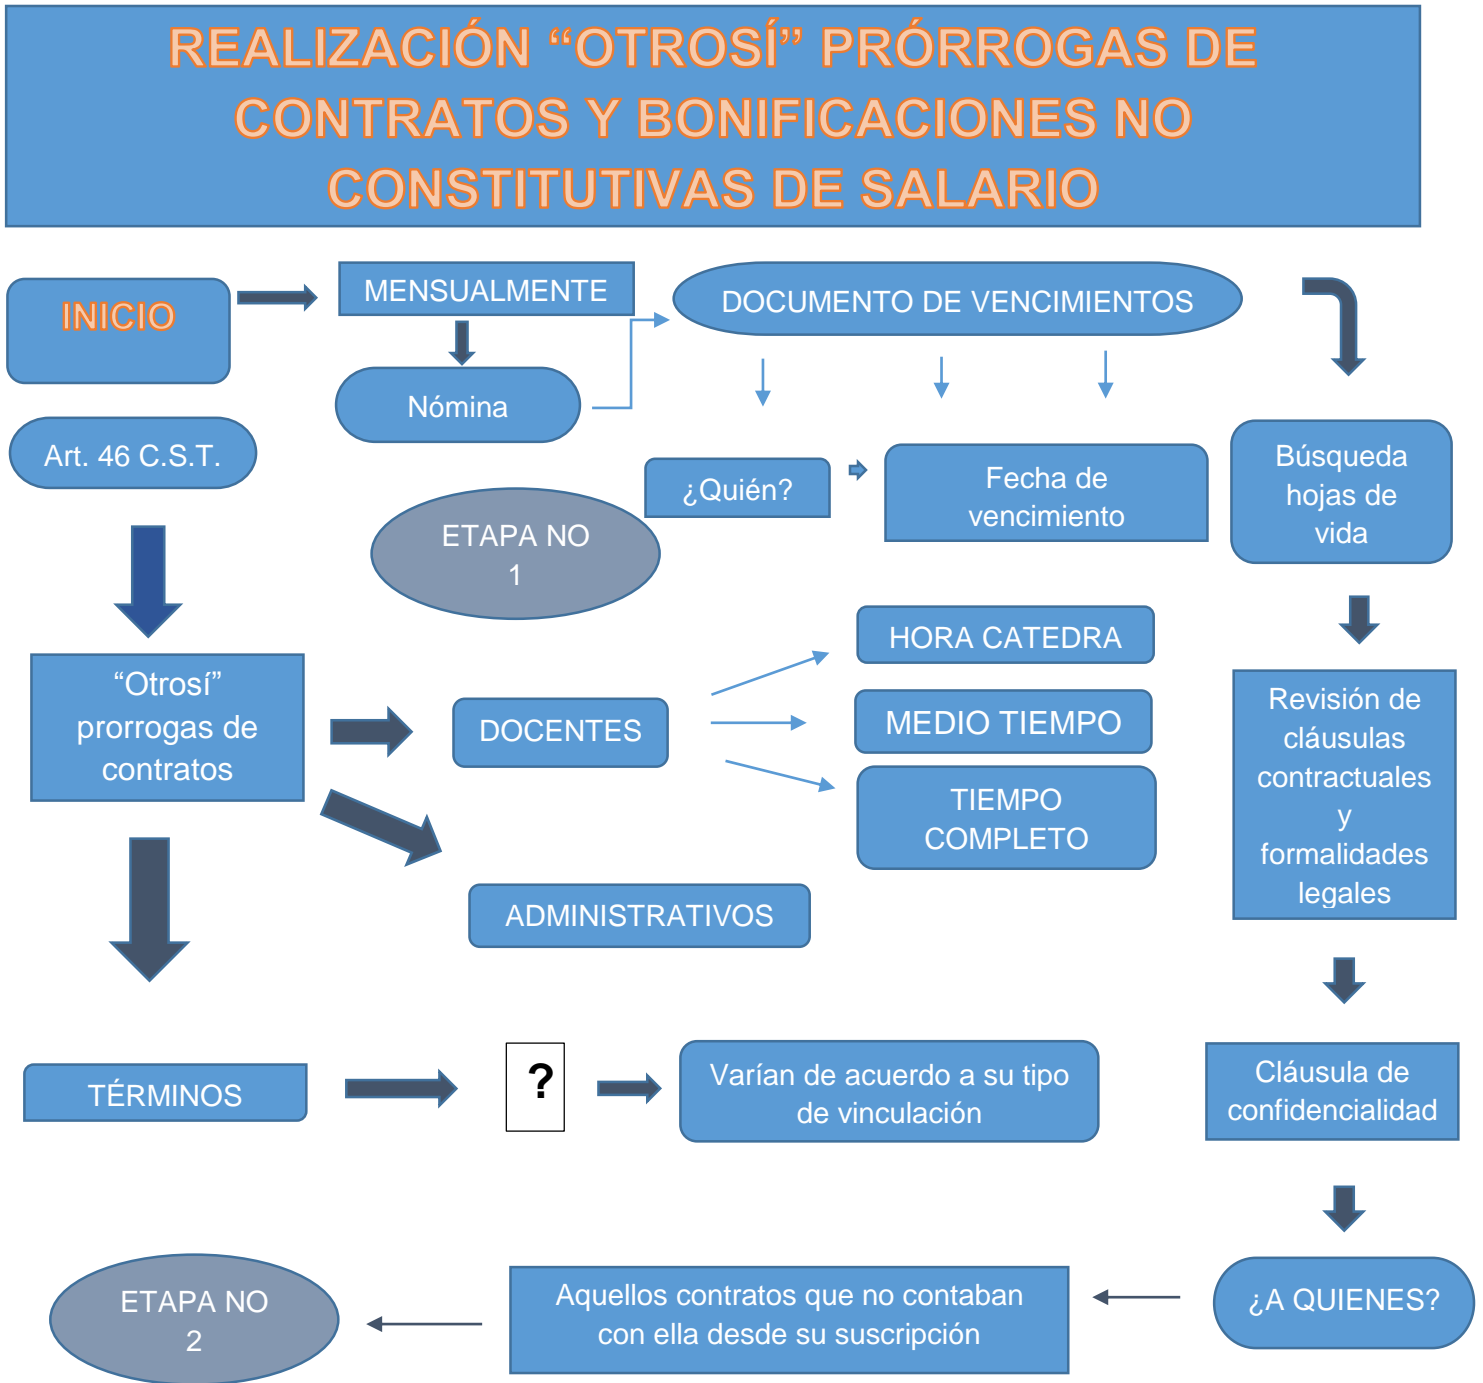 REALIZACIÓN “OTROSÍ” PRÓRROGAS DE
CONTRATOS Y BONIFICACIONES NO
CONSTITUTIVAS DE SALARIO
INICIO
MENSUALMENTE
DOCUMENTO DE VENCIMIENTOS
Nómina
Art. 46 C.S.T.
¿Quién?
Fecha de
vencimiento
Búsqueda
hojas de
vida
ETAPA NO
1
“Otrosí”
prorrogas de
contratos
DOCENTES
HORA CATEDRA
MEDIO TIEMPO
TIEMPO
COMPLETO
ADMINISTRATIVOS
Revisión de
cláusulas
contractuales
y
formalidades
legales
TÉRMINOS
?
Varían de acuerdo a su tipo
de vinculación
Cláusula de
confidencialidad
¿A QUIENES?
Aquellos contratos que no contaban
con ella desde su suscripción
ETAPA NO
2